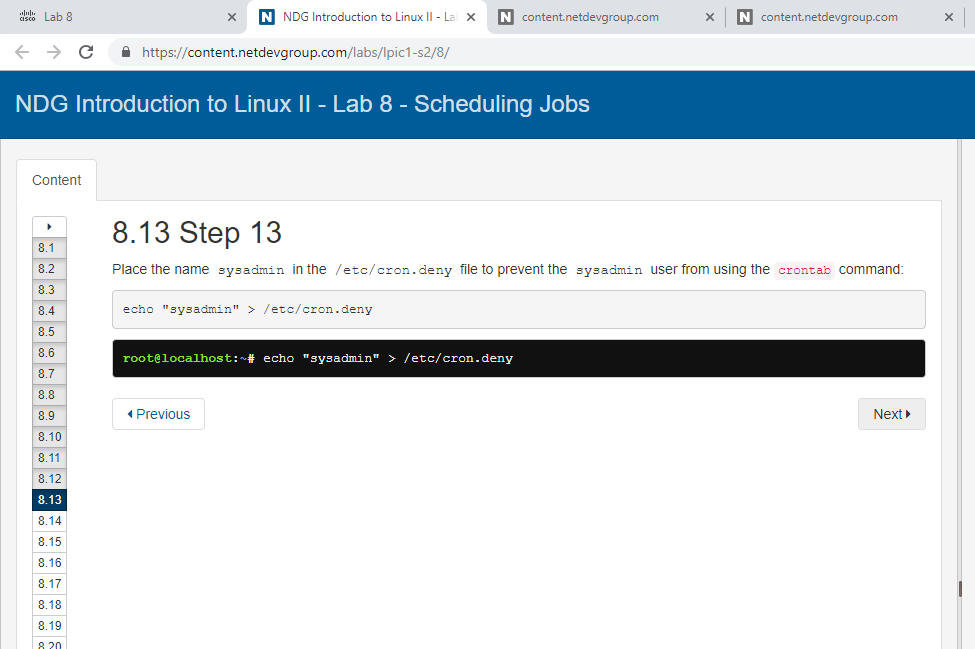 Lab 8
NDG Introduction to Linux II - La
content.netdevgroup.com
content.netdevgroup.com
https://content.netdevgroup.com/labs/lpic1-s2/8/
NDG Introduction to Linux II - Lab 8 - Scheduling Jobs
Content
8.1
8.2
8.3
8.4
8.5
8.6
8.7
8.8
8.9
8.10
8.11
8.12
8.13
8.14
8.15
8.16
8.17
8.18
8.19
8.20
8.13 Step 13
Place the name sysadmin in the /etc/cron.deny file to prevent the sysadmin user from using the crontab command:
echo "sysadmin" > /etc/cron.deny
root@localhost:~# echo "sysadmin" > /etc/cron.deny
Previous
Next